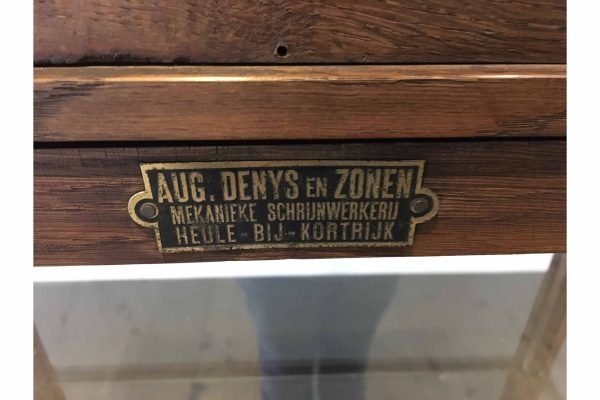 AUG. DENYS EN ZONEN
MEKANIEKE SCHRIJNWERKERIJ
HEULE-BIJ-KORTRIJK